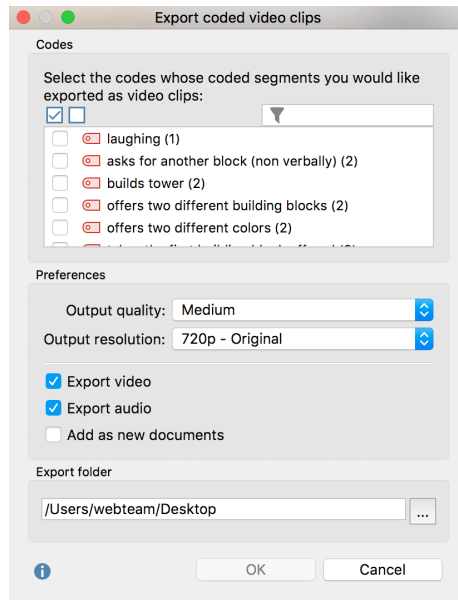 Export coded video clips
Codes
Select the codes whose coded segments you would like
exported as video clips:
laughing (1)
asks for another block (non verbally) (2)
builds tower (2)
offers two different building blocks (2)
offers two different colors (2)
Preferences
Output quality: Medium
Output resolution: 720p - Original
Export video
Export audio
Add as new documents
Export folder
/Users/webteam/Desktop
...
OK Cancel